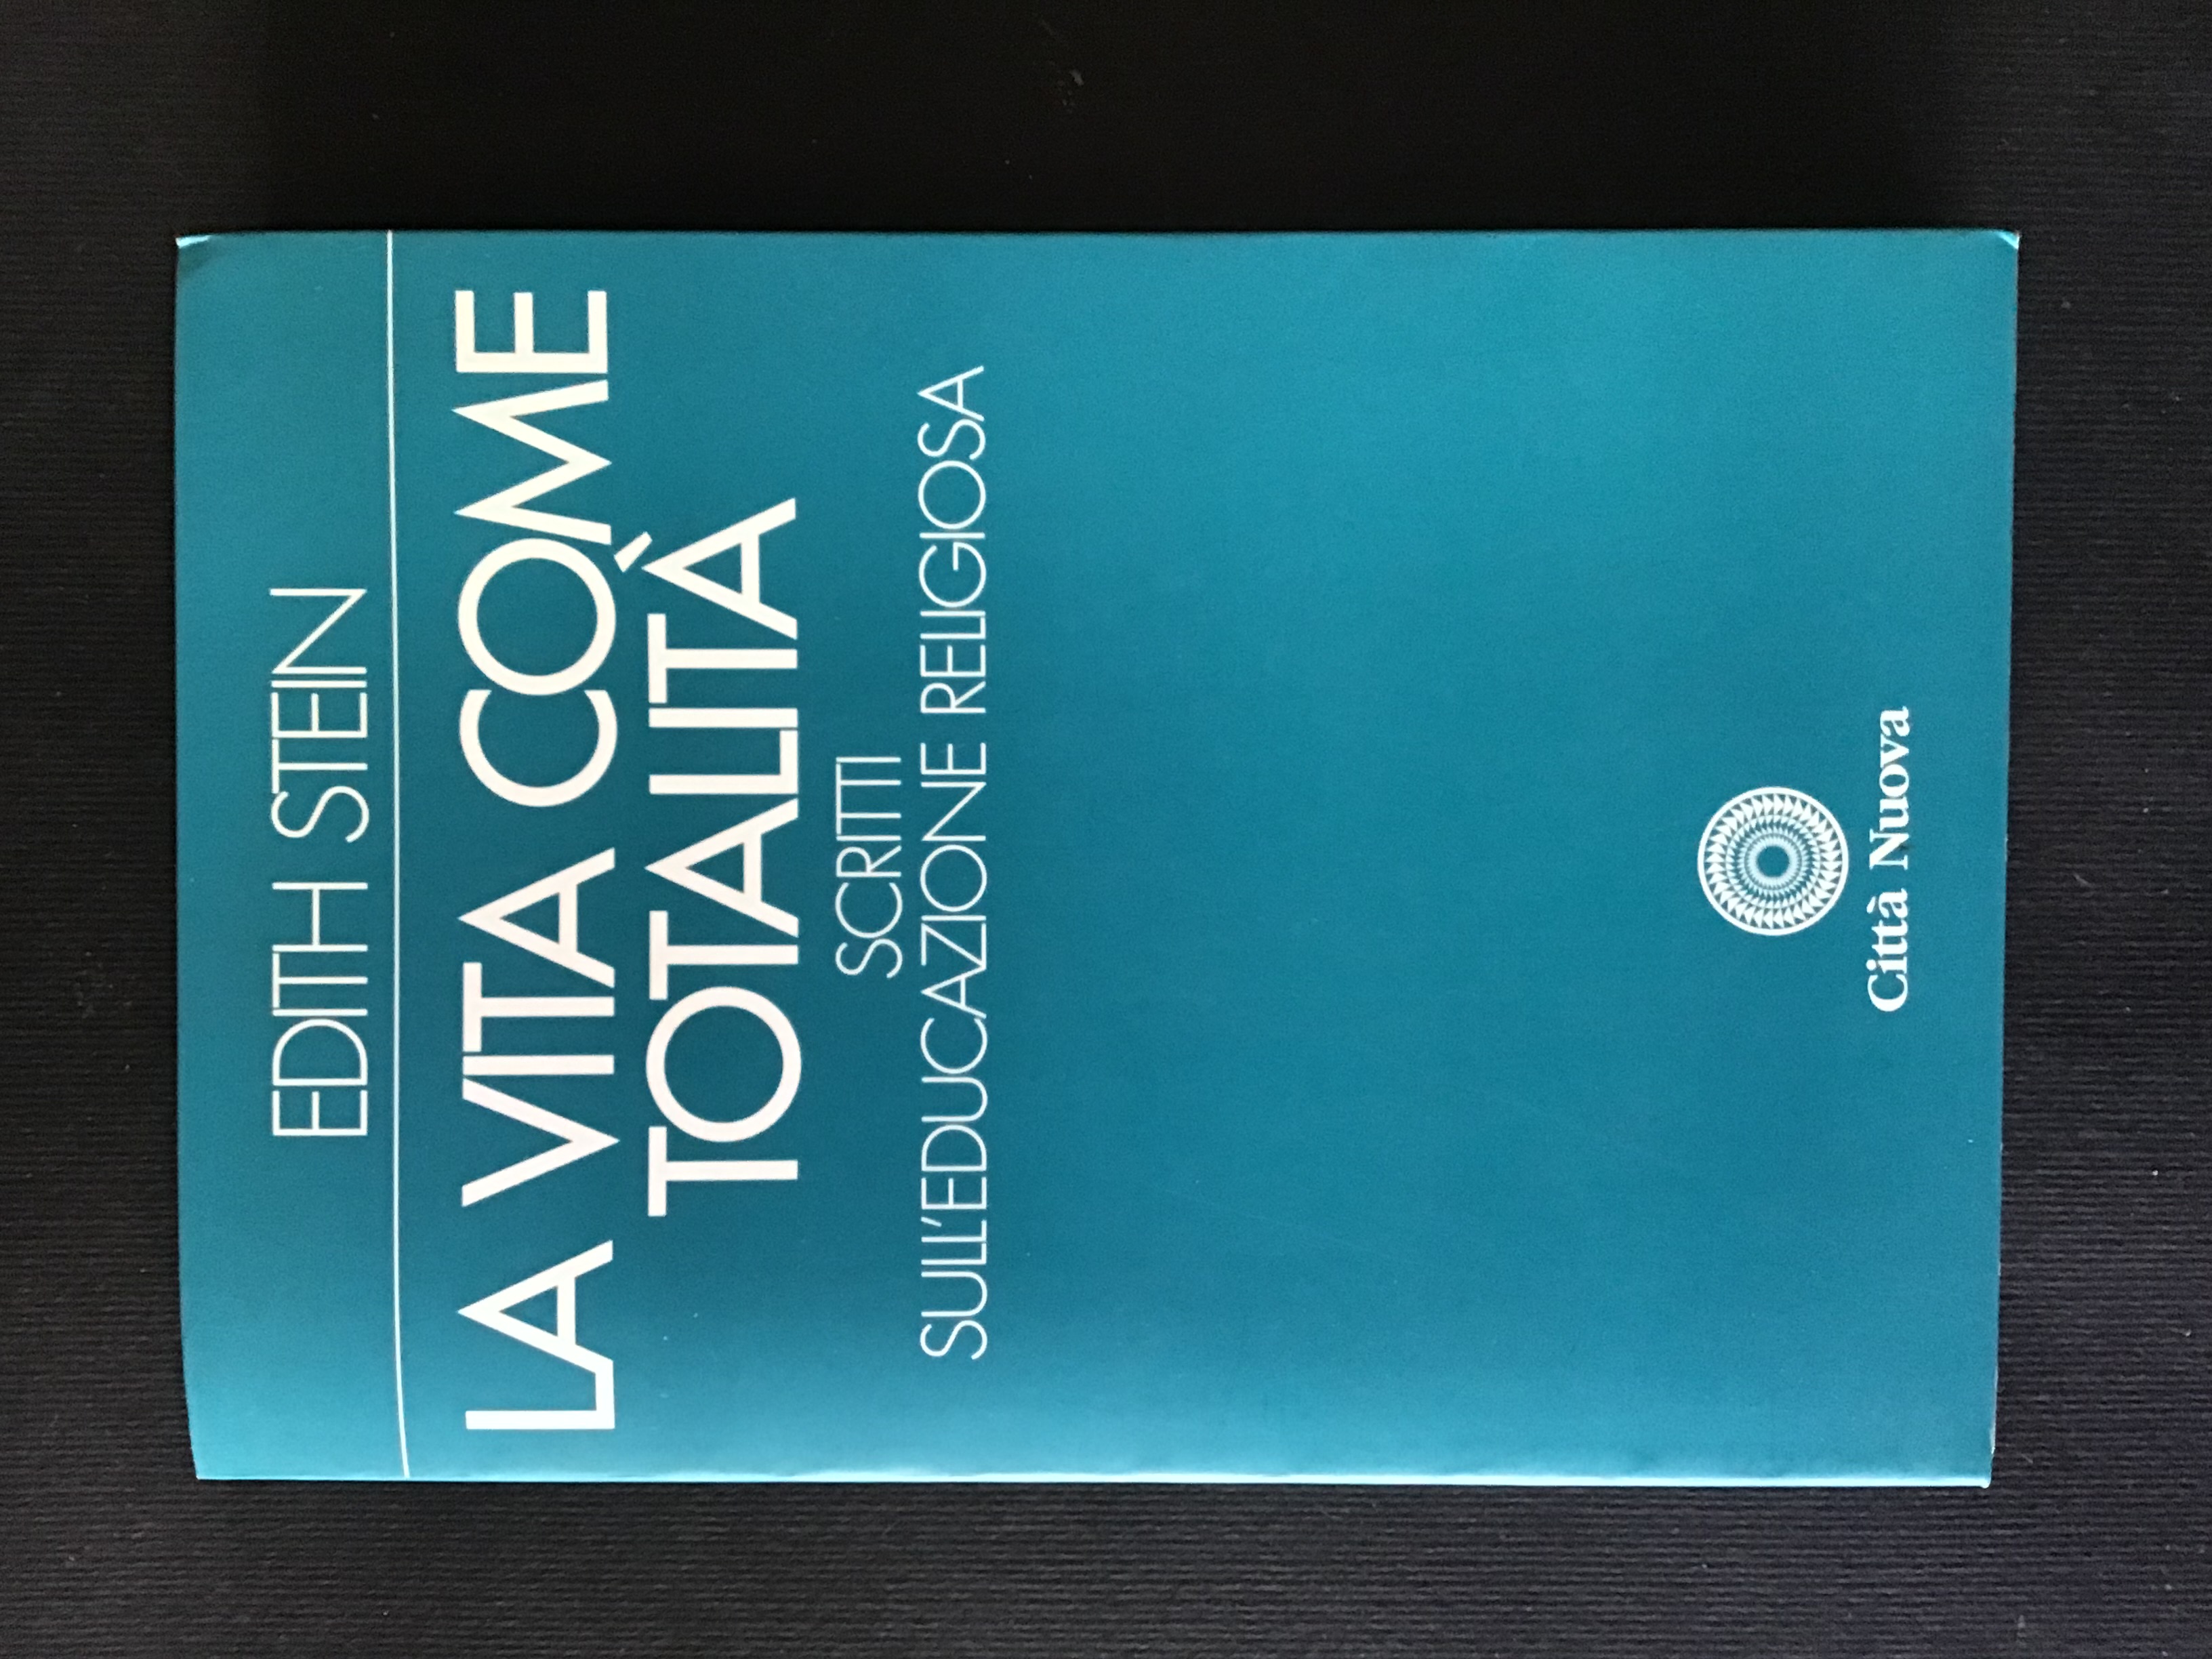 EDITH STEIN
LA VITA COME
TOTALITÀ
SCRITTI
SULL'EDUCAZIONE RELIGIOSA
Città Nuova